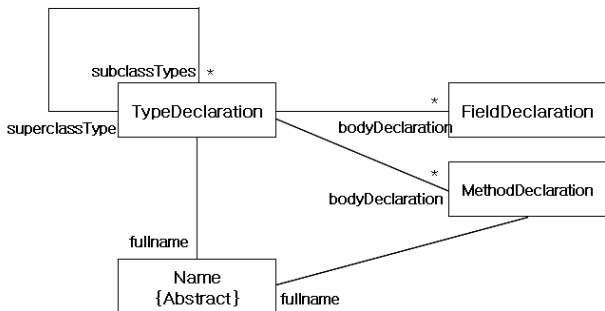 subclassTypes *
TypeDeclaration
superclassType
*
bodyDeclaration
FieldDeclaration
*
bodyDeclaration
MethodDeclaration
fullname
Name
{Abstract}
fullname